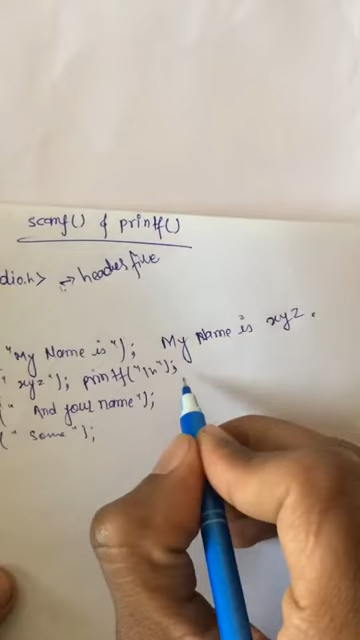 scanf() & printf()
dio.h> → header file
"My Name is"); My Name is xyz.
(" xyz "); printf("\n");
(" And your name");
(" Some");